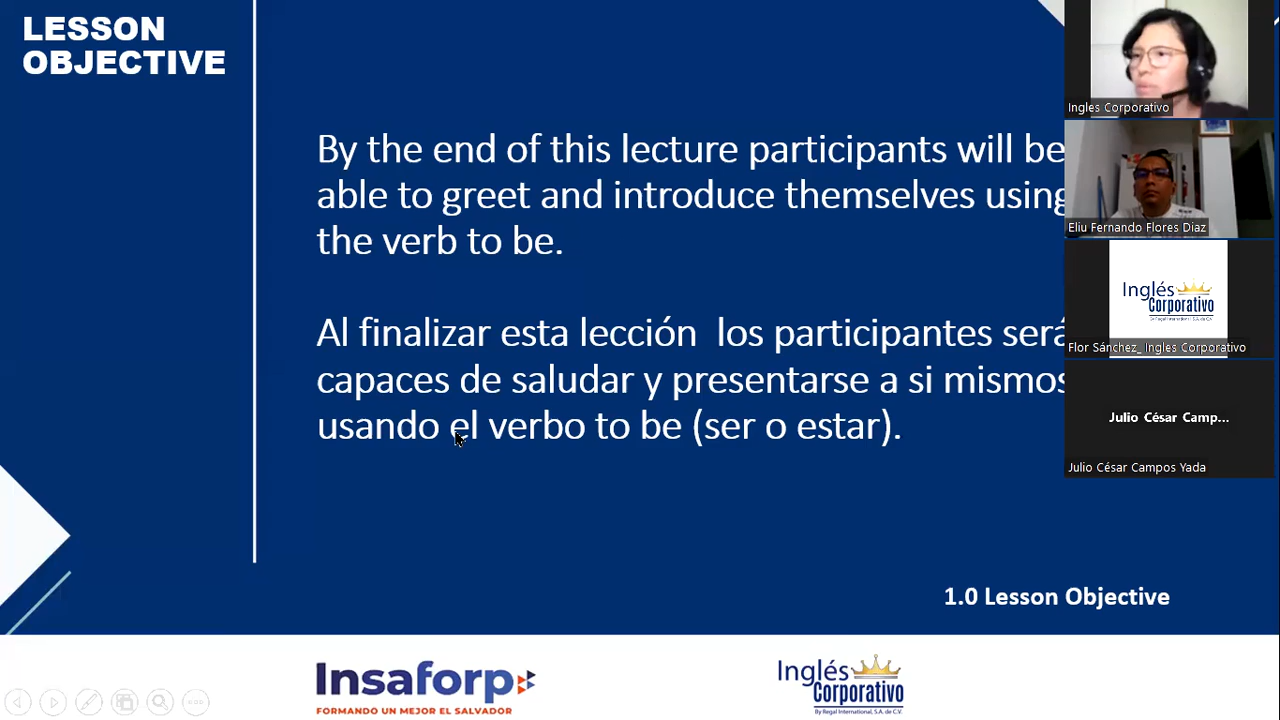 LESSON
OBJECTIVE
By the end of this lecture participants will be
able to greet and introduce themselves using
the verb to be.
Al finalizar esta lección los participantes será
capaces de saludar y presentarse a si mismos
usando el verbo to be (ser o estar).
1.0 Lesson Objective
Insaforp
FORMANDO UN MEJOR EL SALVADOR
Inglés
Corporativo
By Regal International, S.A. de C.V.
Ingles Corporativo
Eliu Fernando Flores Diaz
Inglés
Corporativo
By Regal International, S.A. de C.V.
Flor Sánchez_ Ingles Corporativo
Julio César Camp...
Julio César Campos Yada